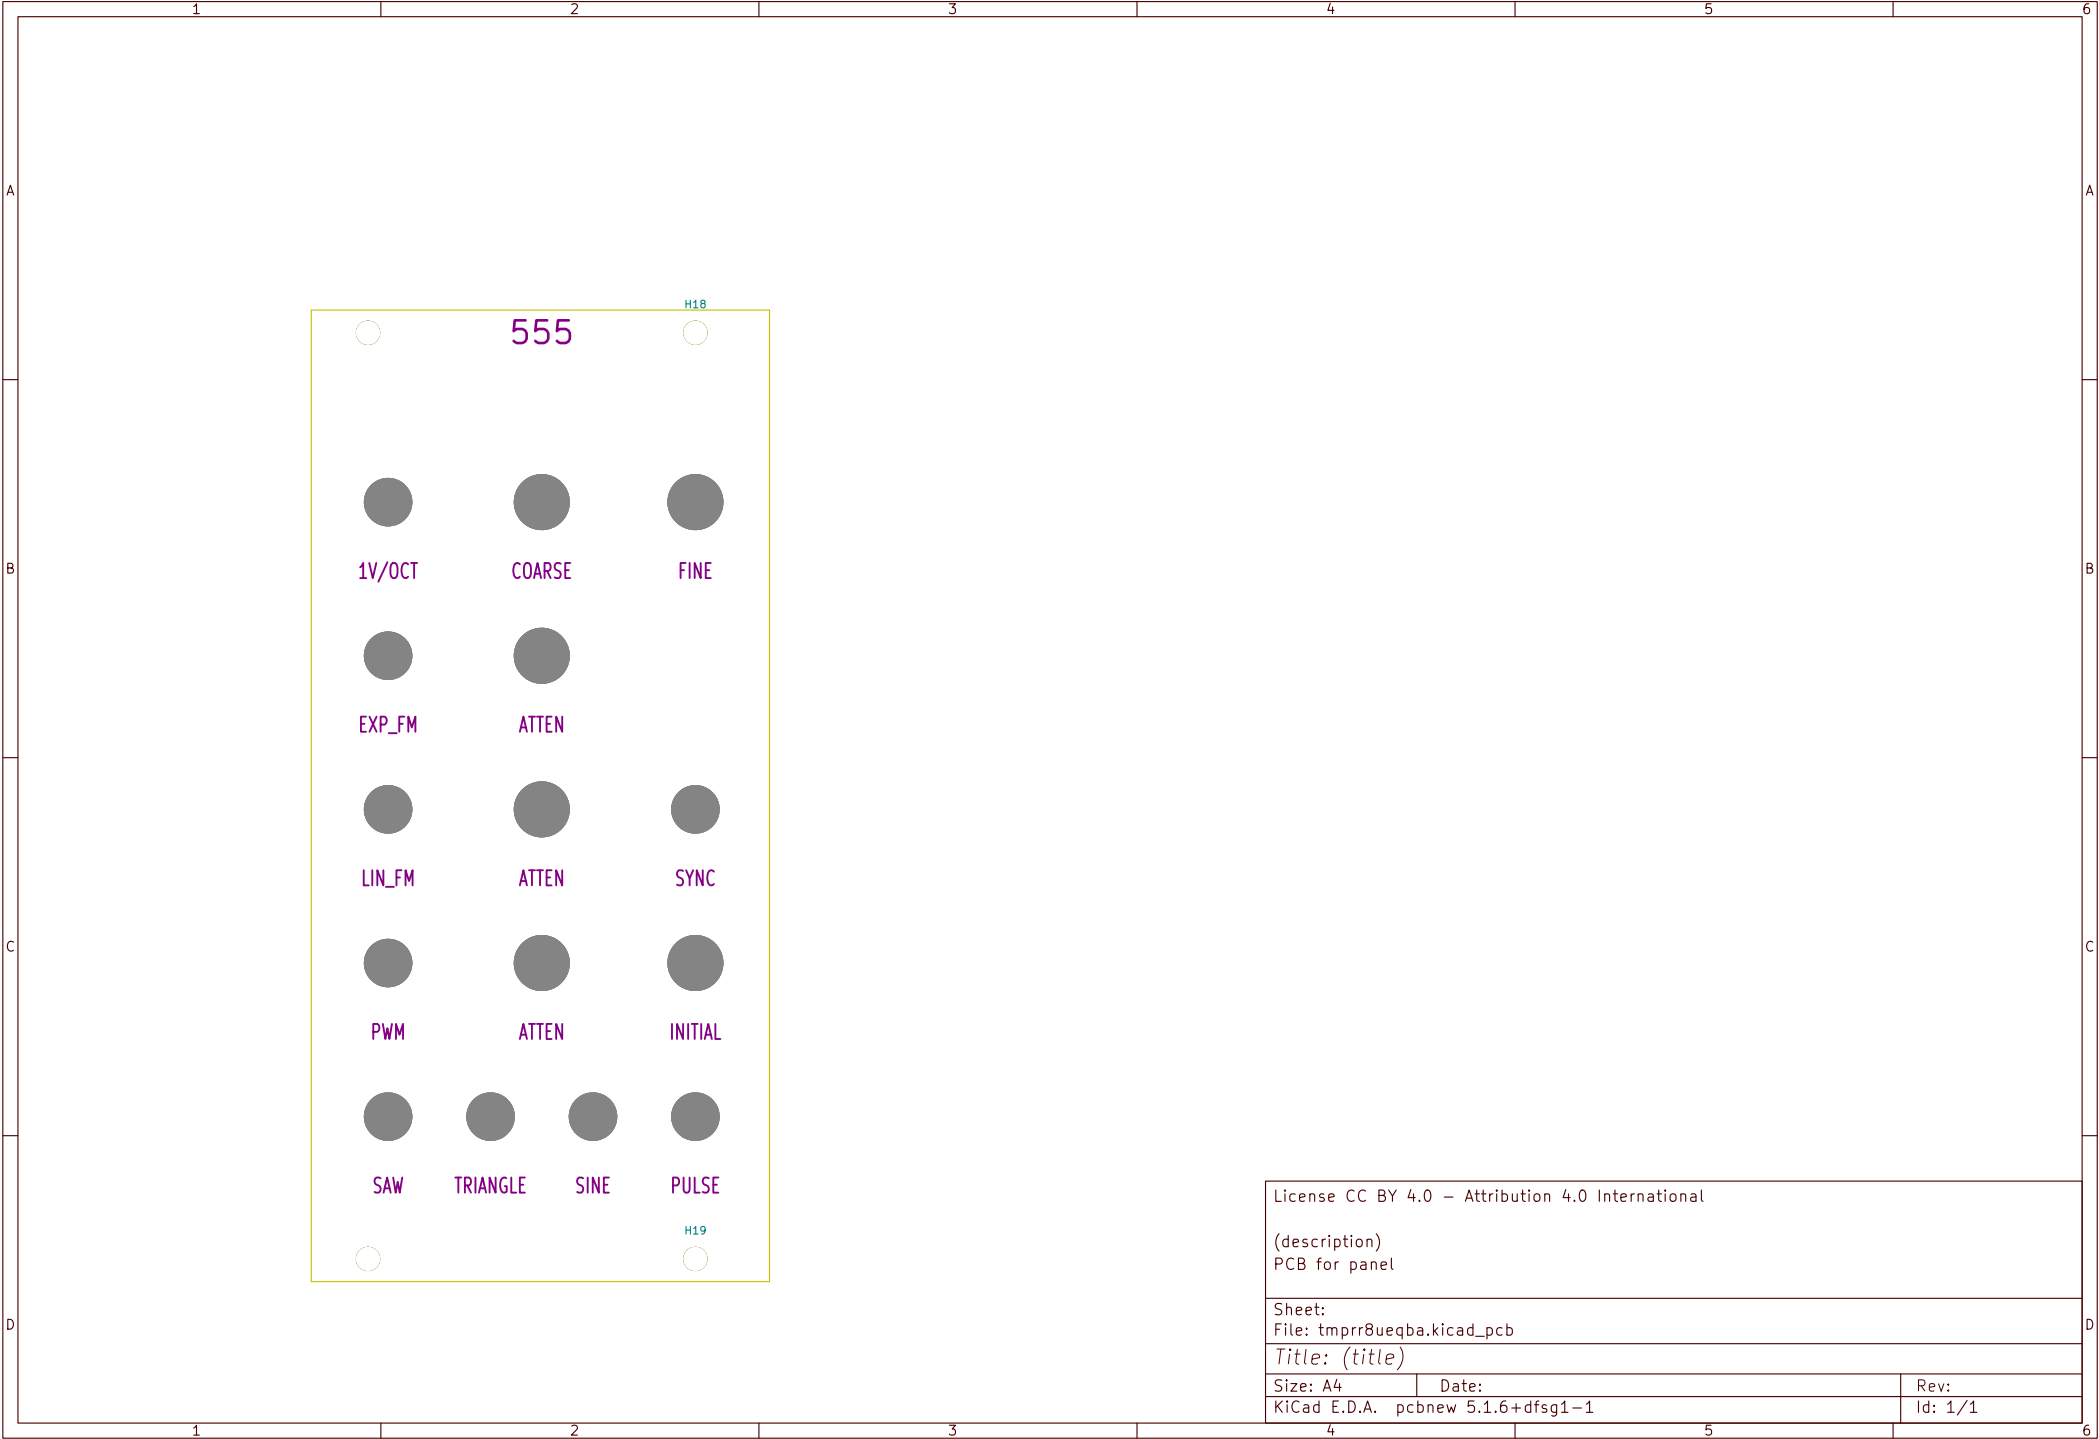 1 2 3 4 5 6
H18
555
A A
1V/OCT COARSE FINE
B B
EXP_FM ATTEN
LIN_FM ATTEN SYNC
C C
PWM ATTEN INITIAL
SAW TRIANGLE SINE PULSE
H19
License CC BY 4.0 – Attribution 4.0 International
(description)
PCB for panel
Sheet:
File: tmprr8ueqba.kicad_pcb
D D
Title: (title)
Size: A4 Date: Rev:
KiCad E.D.A. pcbnew 5.1.6+dfsg1-1 Id: 1/1
1 2 3 4 5 6